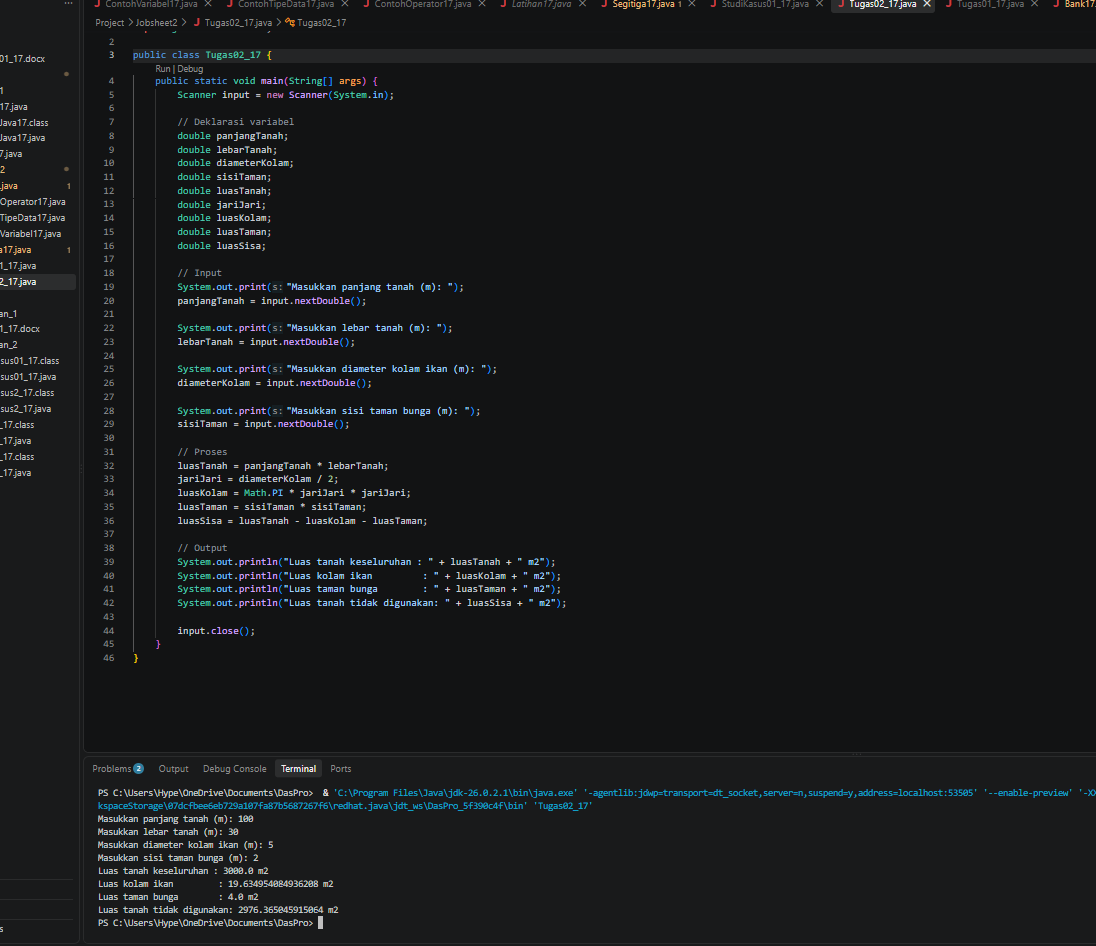 ContohVariabel17.java
ContohTipeData17.java
ContohOperator17.java
Latihan17.java
Segitiga17.java 1
StudiKasus01_17.java
Tugas02_17.java
Tugas01_17.java
Bank17.
Project > Jobsheet2 > Tugas02_17.java > Tugas02_17
01_17.docx
1
17.java
Java17.class
Java17.java
7.java
2
.java 1
Operator17.java
TipeData17.java
Variabel17.java
a17.java 1
1_17.java
2_17.java
an_1
1_17.docx
an_2
sus01_17.class
sus01_17.java
sus2_17.class
sus2_17.java
_17.class
_17.java
_17.class
_17.java
s
2
3 public class Tugas02_17 {
Run | Debug
4 public static void main(String[] args) {
5 Scanner input = new Scanner(System.in);
6
7 // Deklarasi variabel
8 double panjangTanah;
9 double lebarTanah;
10 double diameterKolam;
11 double sisiTaman;
12 double luasTanah;
13 double jariJari;
14 double luasKolam;
15 double luasTaman;
16 double luasSisa;
17
18 // Input
19 System.out.print(s:"Masukkan panjang tanah (m): ");
20 panjangTanah = input.nextDouble();
21
22 System.out.print(s:"Masukkan lebar tanah (m): ");
23 lebarTanah = input.nextDouble();
24
25 System.out.print(s:"Masukkan diameter kolam ikan (m): ");
26 diameterKolam = input.nextDouble();
27
28 System.out.print(s:"Masukkan sisi taman bunga (m): ");
29 sisiTaman = input.nextDouble();
30
31 // Proses
32 luasTanah = panjangTanah * lebarTanah;
33 jariJari = diameterKolam / 2;
34 luasKolam = Math.PI * jariJari * jariJari;
35 luasTaman = sisiTaman * sisiTaman;
36 luasSisa = luasTanah - luasKolam - luasTaman;
37
38 // Output
39 System.out.println("Luas tanah keseluruhan : " + luasTanah + " m2");
40 System.out.println("Luas kolam ikan        : " + luasKolam + " m2");
41 System.out.println("Luas taman bunga       : " + luasTaman + " m2");
42 System.out.println("Luas tanah tidak digunakan: " + luasSisa + " m2");
43
44 input.close();
45 }
46 }
Problems 2 Output Debug Console Terminal Ports
PS C:\Users\Hype\OneDrive\Documents\DasPro> & 'C:\Program Files\Java\jdk-26.0.2.1\bin\java.exe' '-agentlib:jdwp=transport=dt_socket,server=n,suspend=y,address=localhost:53505' '--enable-preview' '-XX
kspaceStorage\07dcfbee6eb729a107fa87b5687267f6\redhat.java\jdt_ws\DasPro_5f390c4f\bin' 'Tugas02_17'
Masukkan panjang tanah (m): 100
Masukkan lebar tanah (m): 30
Masukkan diameter kolam ikan (m): 5
Masukkan sisi taman bunga (m): 2
Luas tanah keseluruhan : 3000.0 m2
Luas kolam ikan        : 19.634954084936208 m2
Luas taman bunga       : 4.0 m2
Luas tanah tidak digunakan: 2976.365045915064 m2
PS C:\Users\Hype\OneDrive\Documents\DasPro>